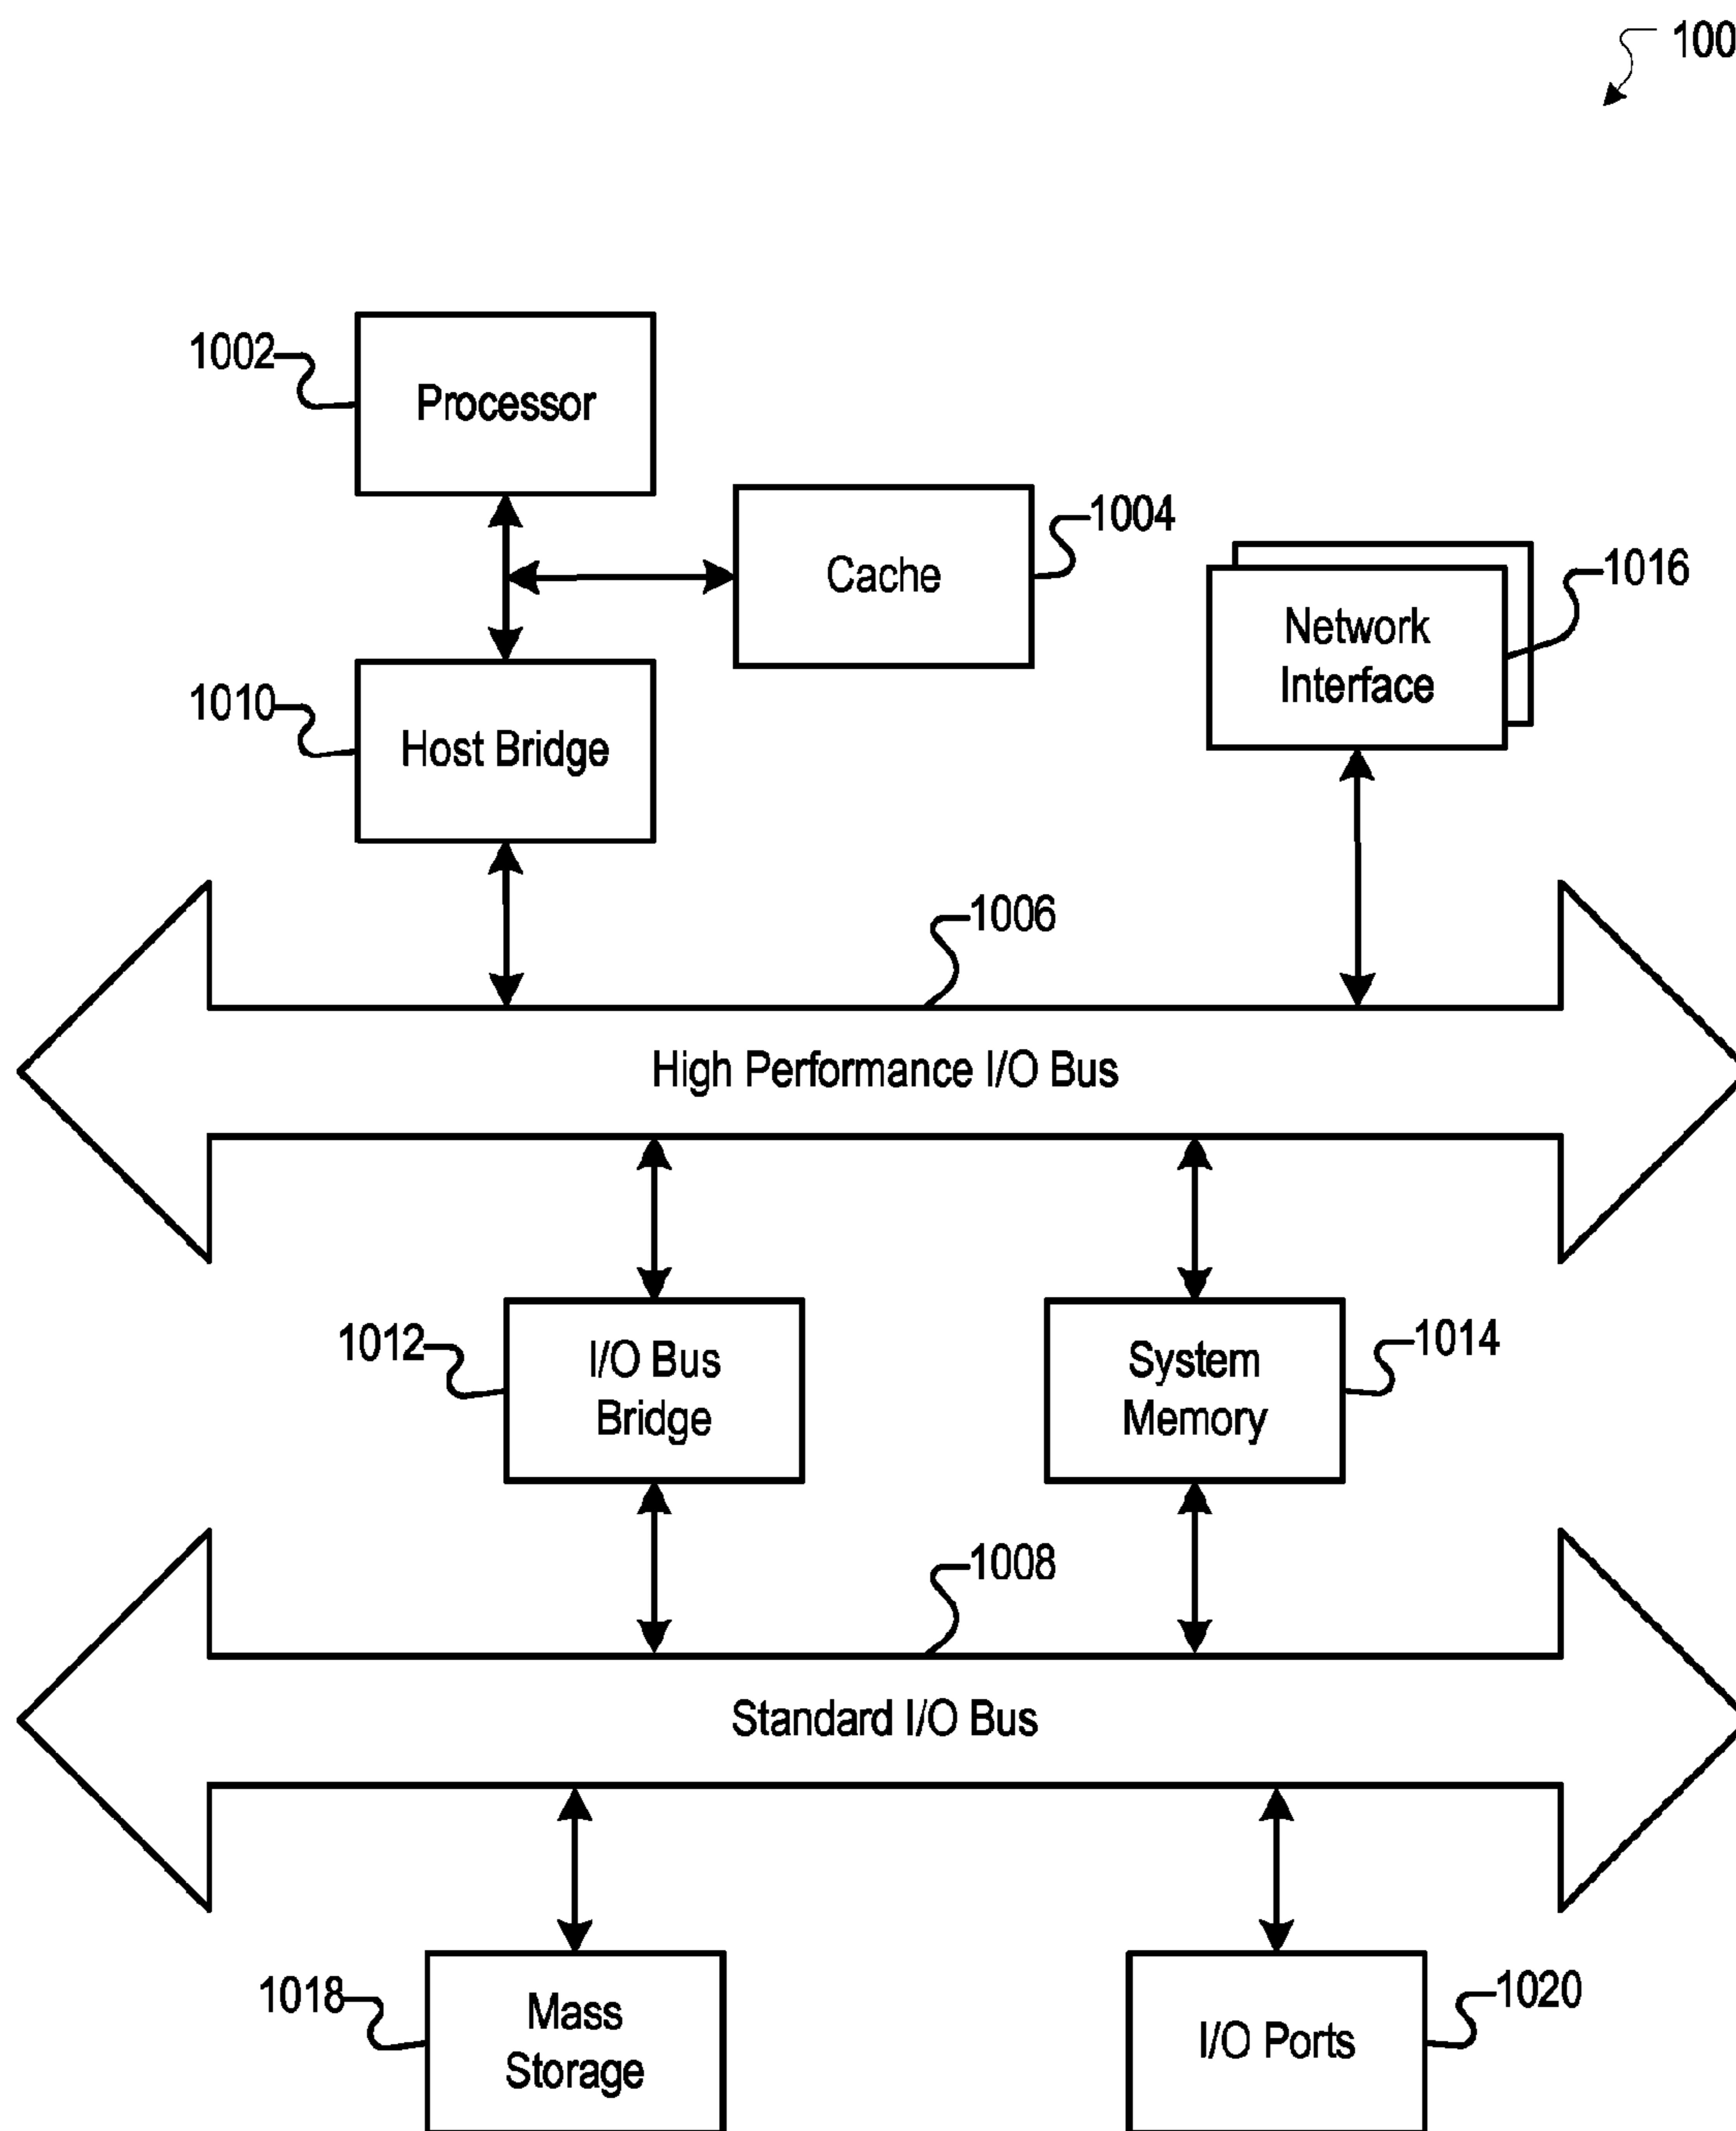 100
1002
Processor
1004
Cache
1016
Network
Interface
1010
Host Bridge
1006
High Performance I/O Bus
1012
I/O Bus
Bridge
System
Memory
1014
1008
Standard I/O Bus
1018
Mass
Storage
I/O Ports
1020